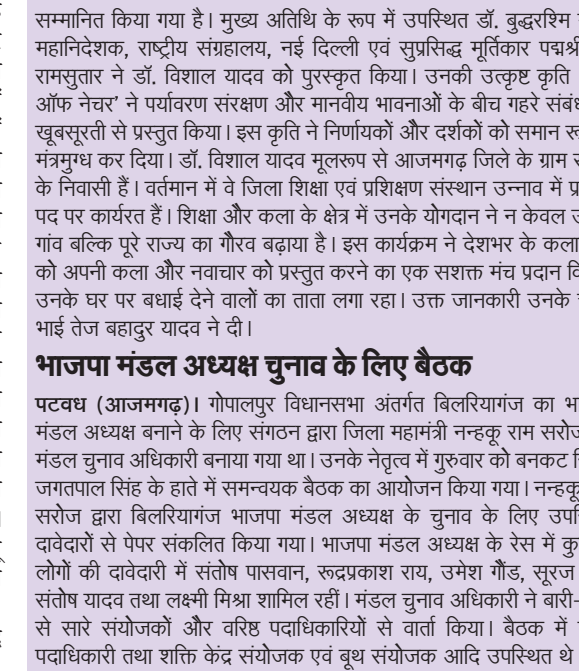 सम्मानित किया गया है। मुख्य अतिथि के रूप में उपस्थित डॉ. बुद्धरश्मि
महानिदेशक, राष्ट्रीय संग्रहालय, नई दिल्ली एवं सुप्रसिद्ध मूर्तिकार पद्मश्री
रामसुतार ने डॉ. विशाल यादव को पुरस्कृत किया। उनकी उत्कृष्ट कृति
ऑफ नेचर’ ने पर्यावरण संरक्षण और मानवीय भावनाओं के बीच गहरे
खूबसूरती से प्रस्तुत किया। इस कृति ने निर्णायकों और दर्शकों को समान
मंत्रमुग्ध कर दिया। डॉ. विशाल यादव मूलरूप से आजमगढ़ जिले के ग्राम
के निवासी हैं। वर्तमान में वे जिला शिक्षा एवं प्रशिक्षण संस्थान उन्नाव में
पद पर कार्यरत हैं। शिक्षा और कला के क्षेत्र में उनके योगदान ने न केवल
गांव बल्कि पूरे राज्य का गौरव बढ़ाया है। इस कार्यक्रम ने देशभर के कला
को अपनी कला और नवाचार को प्रस्तुत करने का एक सशक्त मंच प्रदान
उनके घर पर बधाई देने वालों का ताता लगा रहा। उक्त जानकारी उनके
भाई तेज बहादुर यादव ने दी।
भाजपा मंडल अध्यक्ष चुनाव के लिए बैठक
पटवध (आजमगढ़)। गोपालपुर विधानसभा अंतर्गत बिलरियागंज का
मंडल अध्यक्ष बनाने के लिए संगठन द्वारा जिला महामंत्री नन्हकू राम सरोज
मंडल चुनाव अधिकारी बनाया गया था। उनके नेतृत्व में गुरुवार को बनकट
जगतपाल सिंह के हाते में समन्वयक बैठक का आयोजन किया गया। नन्हकू
सरोज द्वारा बिलरियागंज भाजपा मंडल अध्यक्ष के चुनाव के लिए
दावेदारों से पेपर संकलित किया गया। भाजपा मंडल अध्यक्ष के रेस में
लोगों की दावेदारी में संतोष पासवान, रूद्रप्रकाश राय, उमेश गौंड, सूरज
संतोष यादव तथा लक्ष्मी मिश्रा शामिल रहीं। मंडल चुनाव अधिकारी ने बारी-
से सारे संयोजकों और वरिष्ठ पदाधिकारियों से वार्ता किया। बैठक में
पदाधिकारी तथा शक्ति केंद्र संयोजक एवं बूथ संयोजक आदि उपस्थित थे